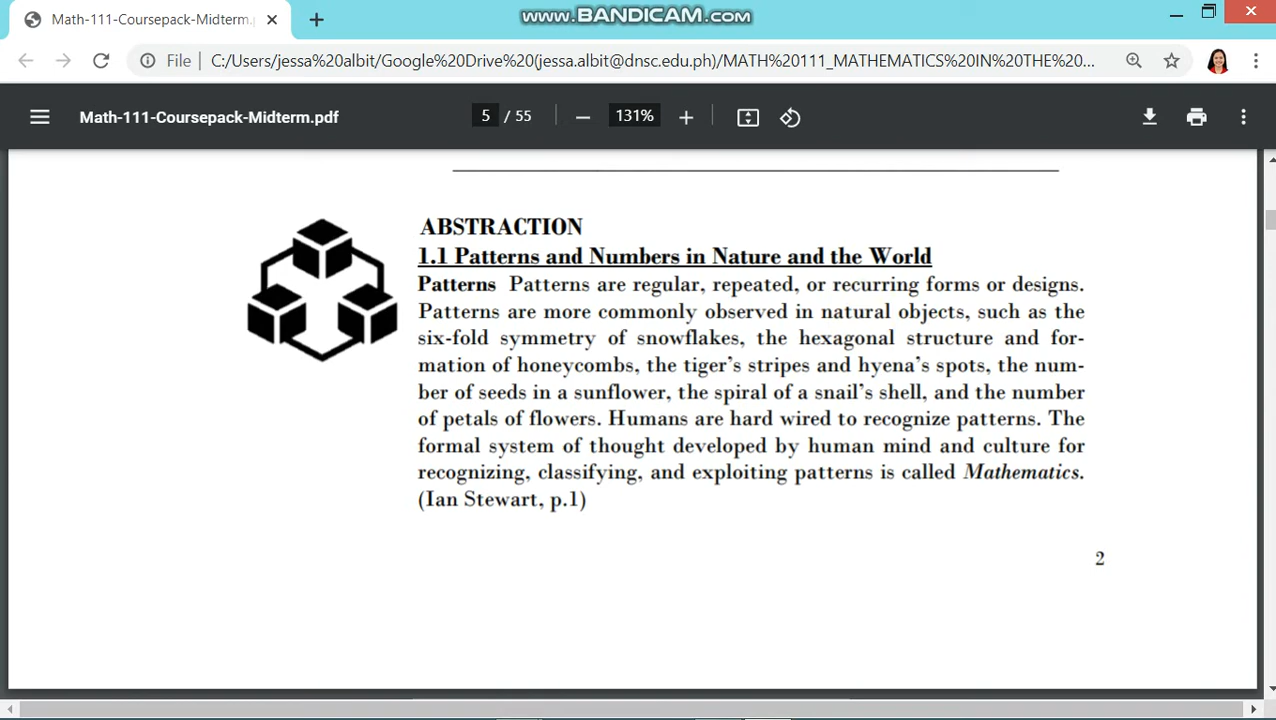 www.BANDICAM.com
Math-111-Coursepack-Midterm.p
File | C:/Users/jessa%20albit/Google%20Drive%20(jessa.albit@dnsc.edu.ph)/MATH%20111_MATHEMATICS%20IN%20THE%20...
Math-111-Coursepack-Midterm.pdf 5 / 55 131%
ABSTRACTION
1.1 Patterns and Numbers in Nature and the World
Patterns Patterns are regular, repeated, or recurring forms or designs.
Patterns are more commonly observed in natural objects, such as the
six-fold symmetry of snowflakes, the hexagonal structure and for-
mation of honeycombs, the tiger's stripes and hyena's spots, the num-
ber of seeds in a sunflower, the spiral of a snail's shell, and the number
of petals of flowers. Humans are hard wired to recognize patterns. The
formal system of thought developed by human mind and culture for
recognizing, classifying, and exploiting patterns is called Mathematics.
(Ian Stewart, p.1)
2